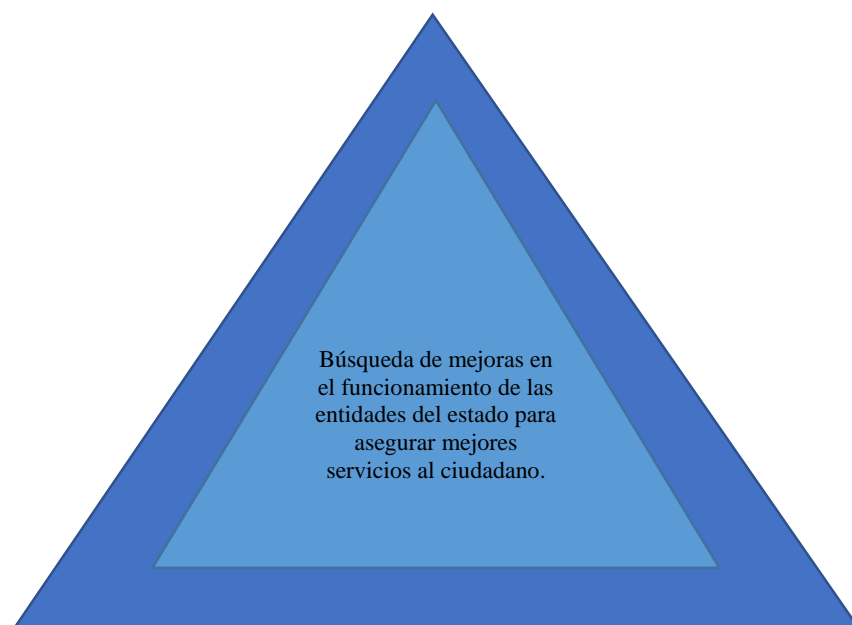 Búsqueda de mejoras en
el funcionamiento de las
entidades del estado para
asegurar mejores
servicios al ciudadano.